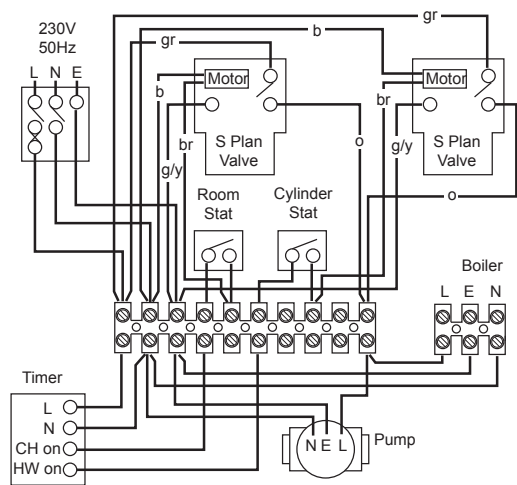 230V
50Hz
L N E
gr
b
gr
Motor
b
br
g/y
o
S Plan
Valve
Motor
br
g/y
o
S Plan
Valve
Room
Stat
Cylinder
Stat
Boiler
L E N
Timer
L
N
CH on
HW on
N E L
Pump